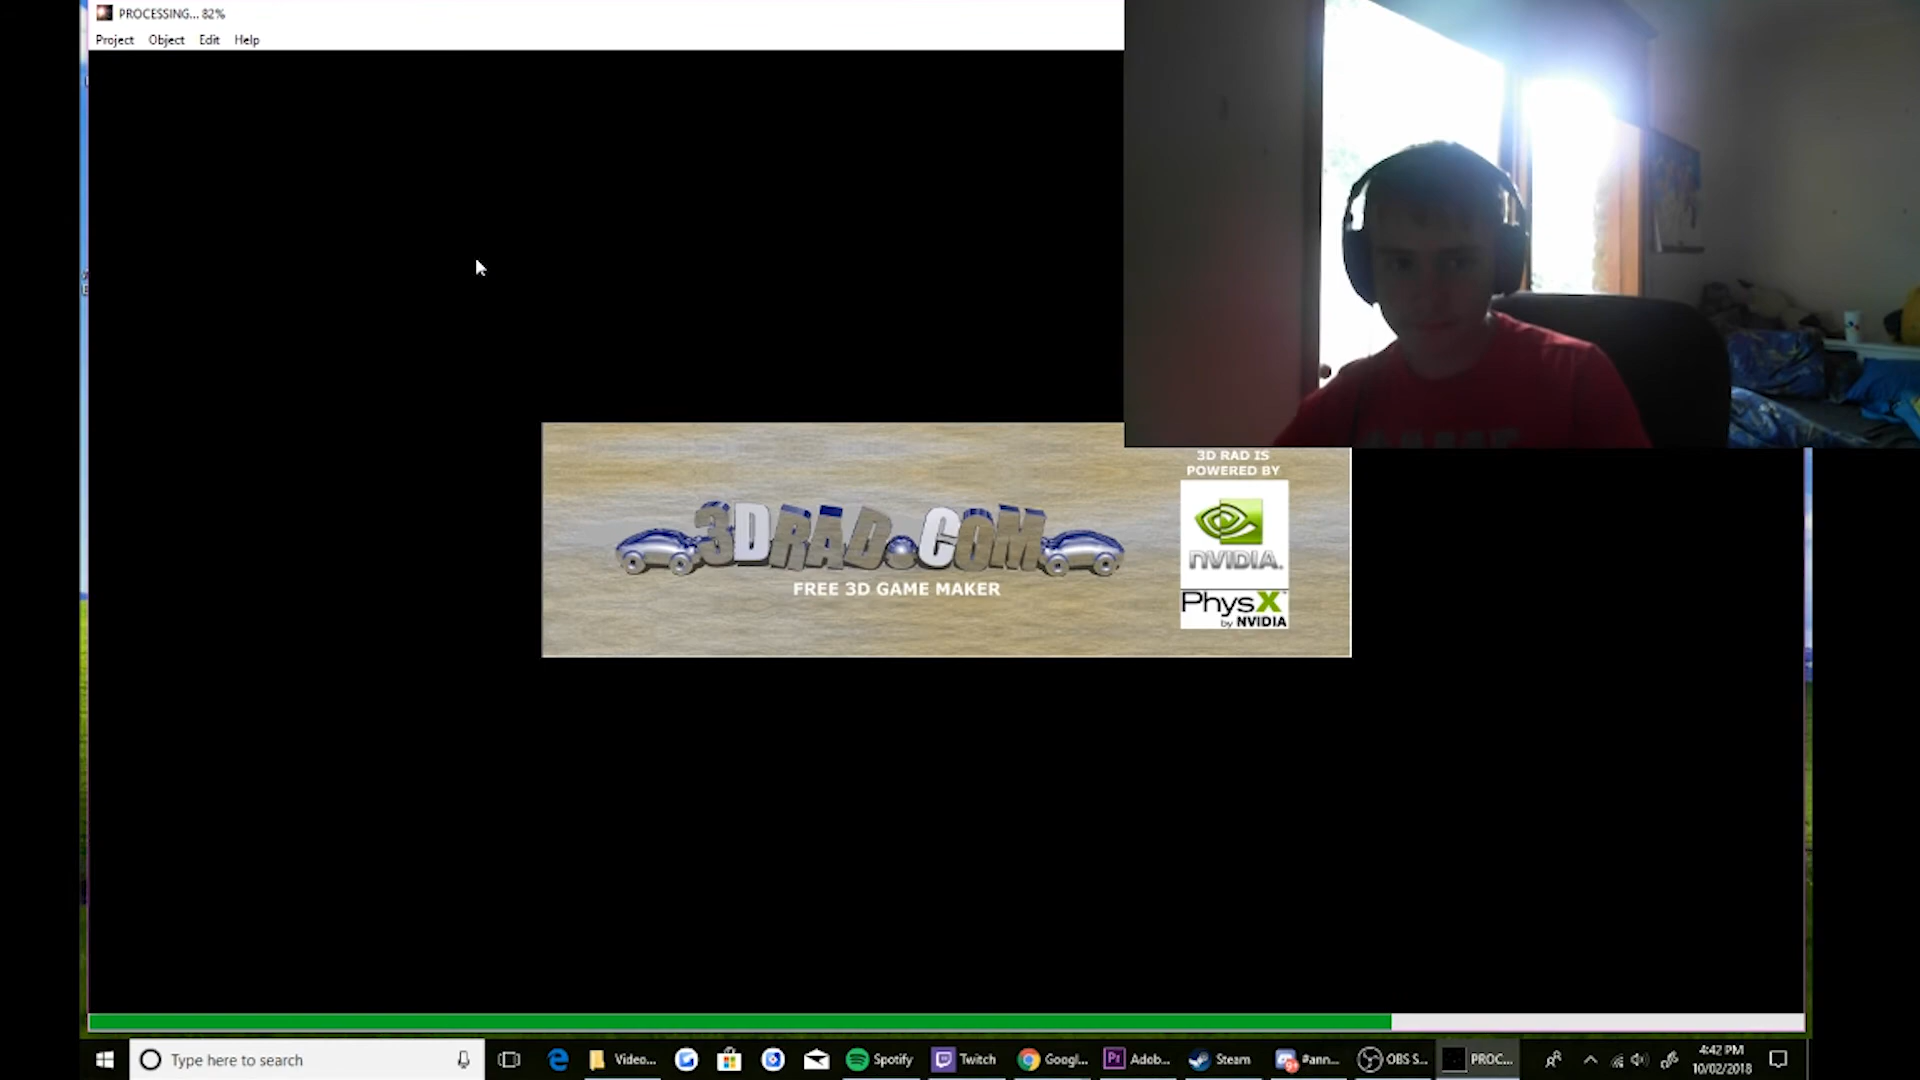 PROCESSING... 82%
Project Object Edit Help
3D RAD IS
POWERED BY
3DRAD.COM
FREE 3D GAME MAKER
NVIDIA.
PhysX
by NVIDIA
Type here to search
Video...
Spotify
Twitch
Googl...
Pr Adob...
Steam
#ann...
OBS S...
PROC...
4:42 PM
10/02/2018